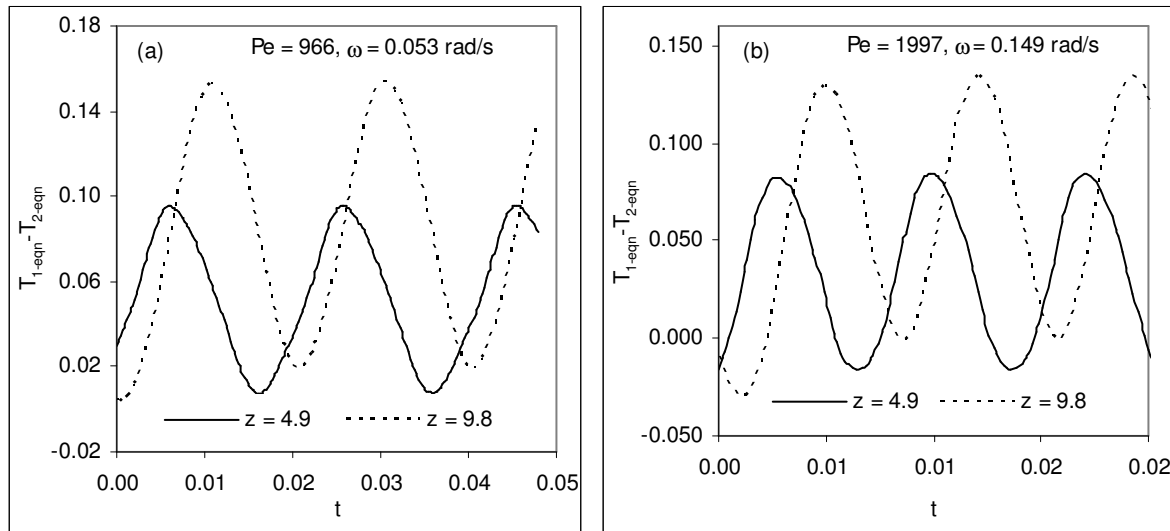 (a) Pe = 966, ω = 0.053 rad/s
0.18
0.14
0.10
0.06
0.02
-0.02
T1-eqn-T2-eqn
z = 4.9 z = 9.8
0.00 0.01 0.02 0.03 0.04 0.05
t
(b) Pe = 1997, ω = 0.149 rad/s
0.150
0.100
0.050
0.000
-0.050
T1-eqn-T2-eqn
z = 4.9 z = 9.8
0.00 0.01 0.01 0.02 0.02
t